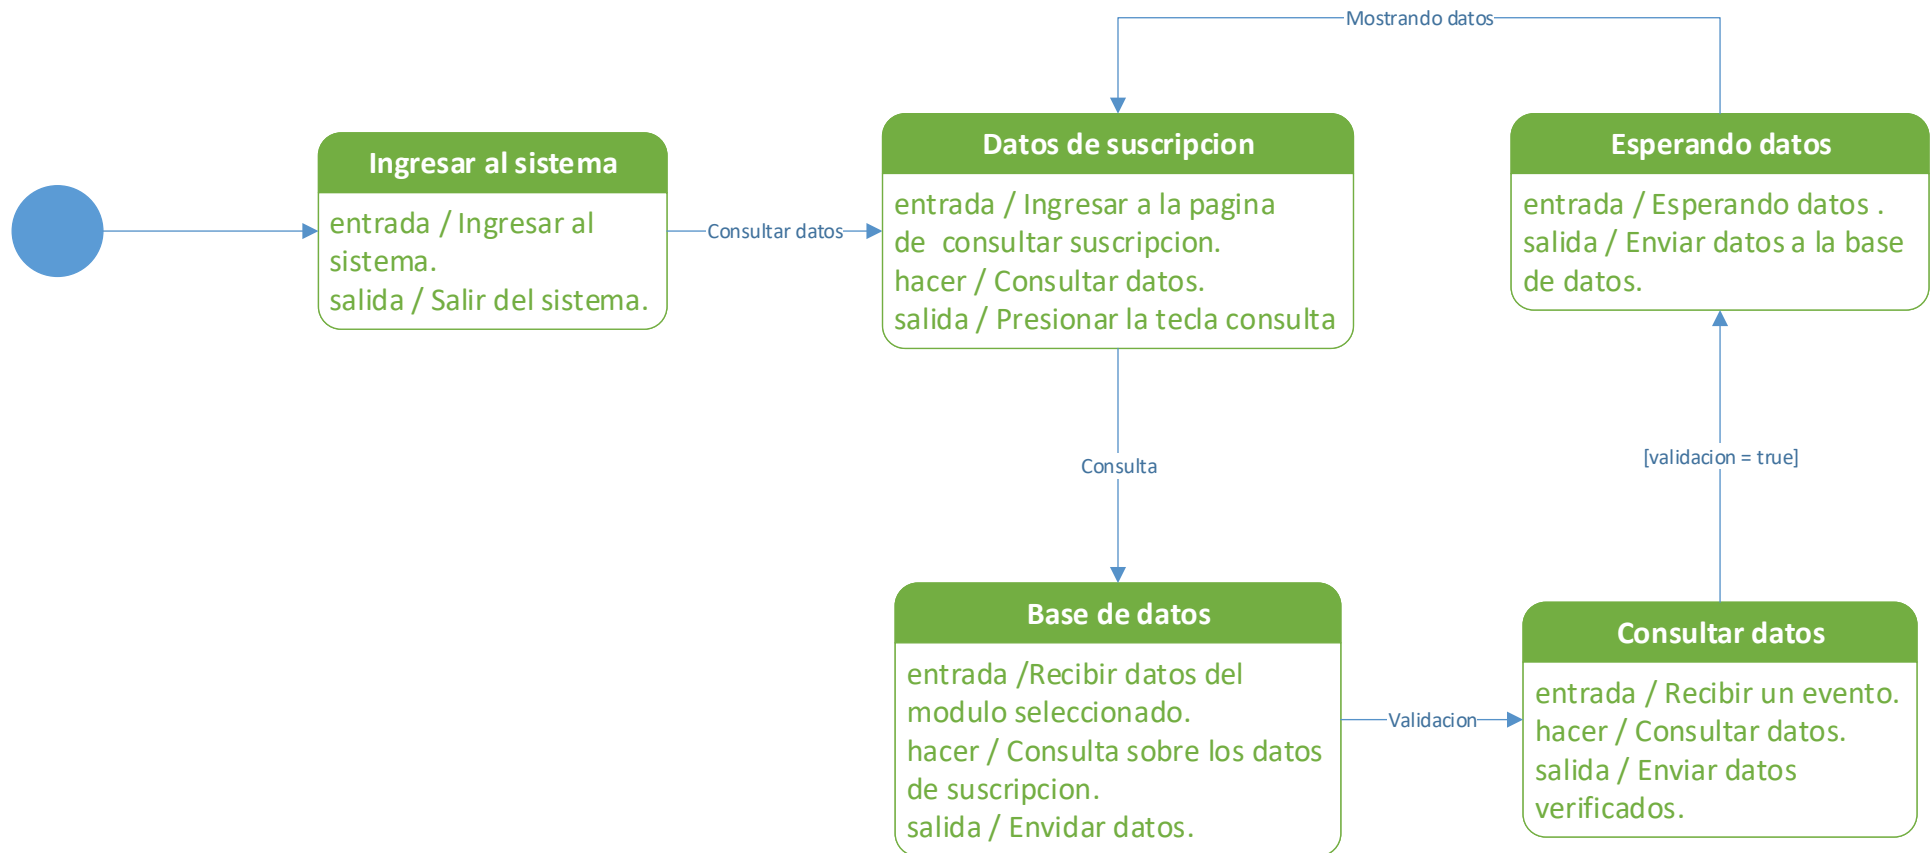 Mostrando datos
Ingresar al sistema
entrada / Ingresar al
sistema.
salida / Salir del sistema.
Consultar datos
Datos de suscripcion
entrada / Ingresar a la pagina
de  consultar suscripcion.
hacer / Consultar datos.
salida / Presionar la tecla consulta
Esperando datos
entrada / Esperando datos .
salida / Enviar datos a la base
de datos.
Consulta
[validacion = true]
Base de datos
entrada /Recibir datos del
modulo seleccionado.
hacer / Consulta sobre los datos
de suscripcion.
salida / Envidar datos.
Validacion
Consultar datos
entrada / Recibir un evento.
hacer / Consultar datos.
salida / Enviar datos
verificados.